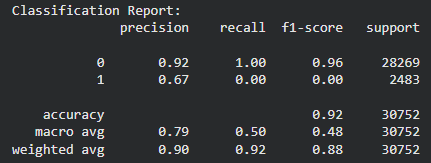 Classification Report:
precision recall f1-score support
0 0.92 1.00 0.96 28269
1 0.67 0.00 0.00 2483
accuracy 0.92 30752
macro avg 0.79 0.50 0.48 30752
weighted avg 0.90 0.92 0.88 30752